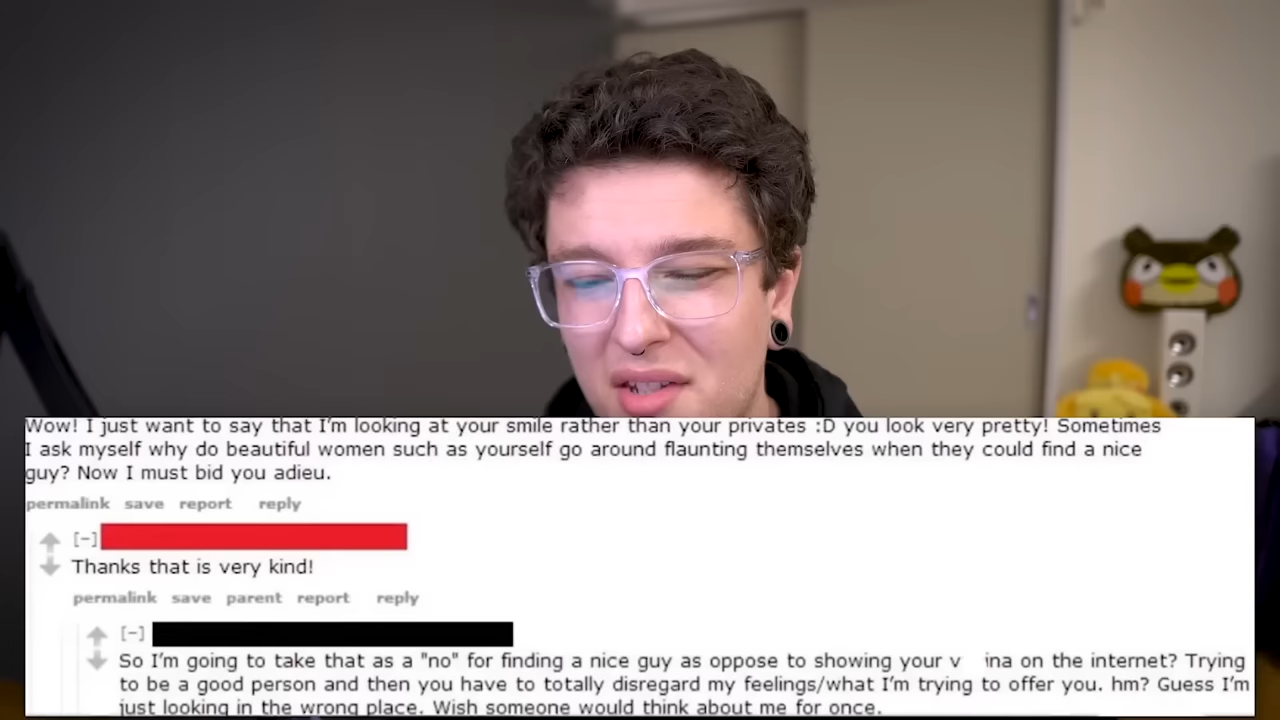 Wow! I just want to say that I'm looking at your smile rather than your privates :D you look very pretty! Sometimes
I ask myself why do beautiful women such as yourself go around flaunting themselves when they could find a nice
guy? Now I must bid you adieu.
permalink save report reply
[-]
Thanks that is very kind!
permalink save parent report reply
[-]
So I'm going to take that as a "no" for finding a nice guy as oppose to showing your v ina on the internet? Trying
to be a good person and then you have to totally disregard my feelings/what I'm trying to offer you. hm? Guess I'm
just looking in the wrong place. Wish someone would think about me for once.